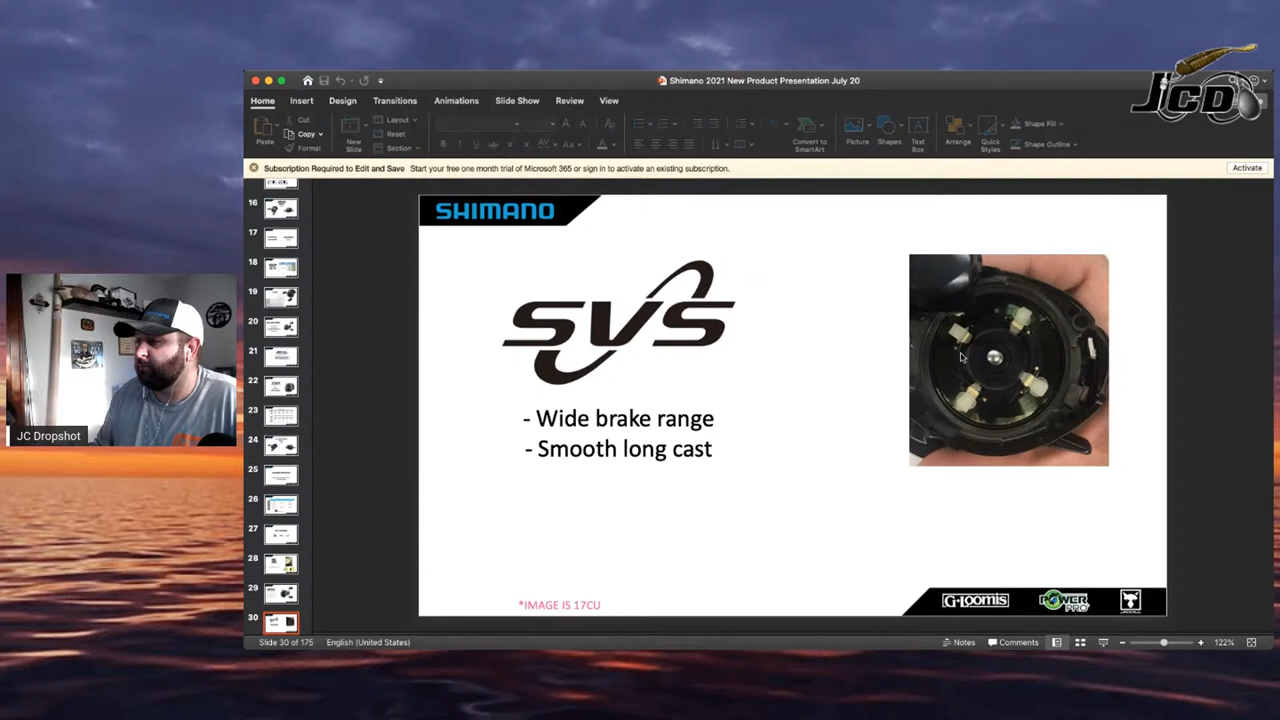 JCD
Shimano 2021 New Product Presentation July 20
Home Insert Design Transitions Animations Slide Show Review View
Paste
Cut
Copy
Format
New Slide
Layout
Reset
Section
Convert to SmartArt
Picture
Shapes
Text Box
Arrange
Quick Styles
Shape Fill
Shape Outline
Subscription Required to Edit and Save Start your free one month trial of Microsoft 365 or sign in to activate an existing subscription.
Activate
16
17
18
19
20
21
22
23
24
25
26
27
28
29
30
SHIMANO
SVS
- Wide brake range
- Smooth long cast
*IMAGE IS 17CU
G·LOOMIS
POWER PRO
JACKALL
JC Dropshot
Slide 30 of 175 English (United States)
Notes Comments
122%